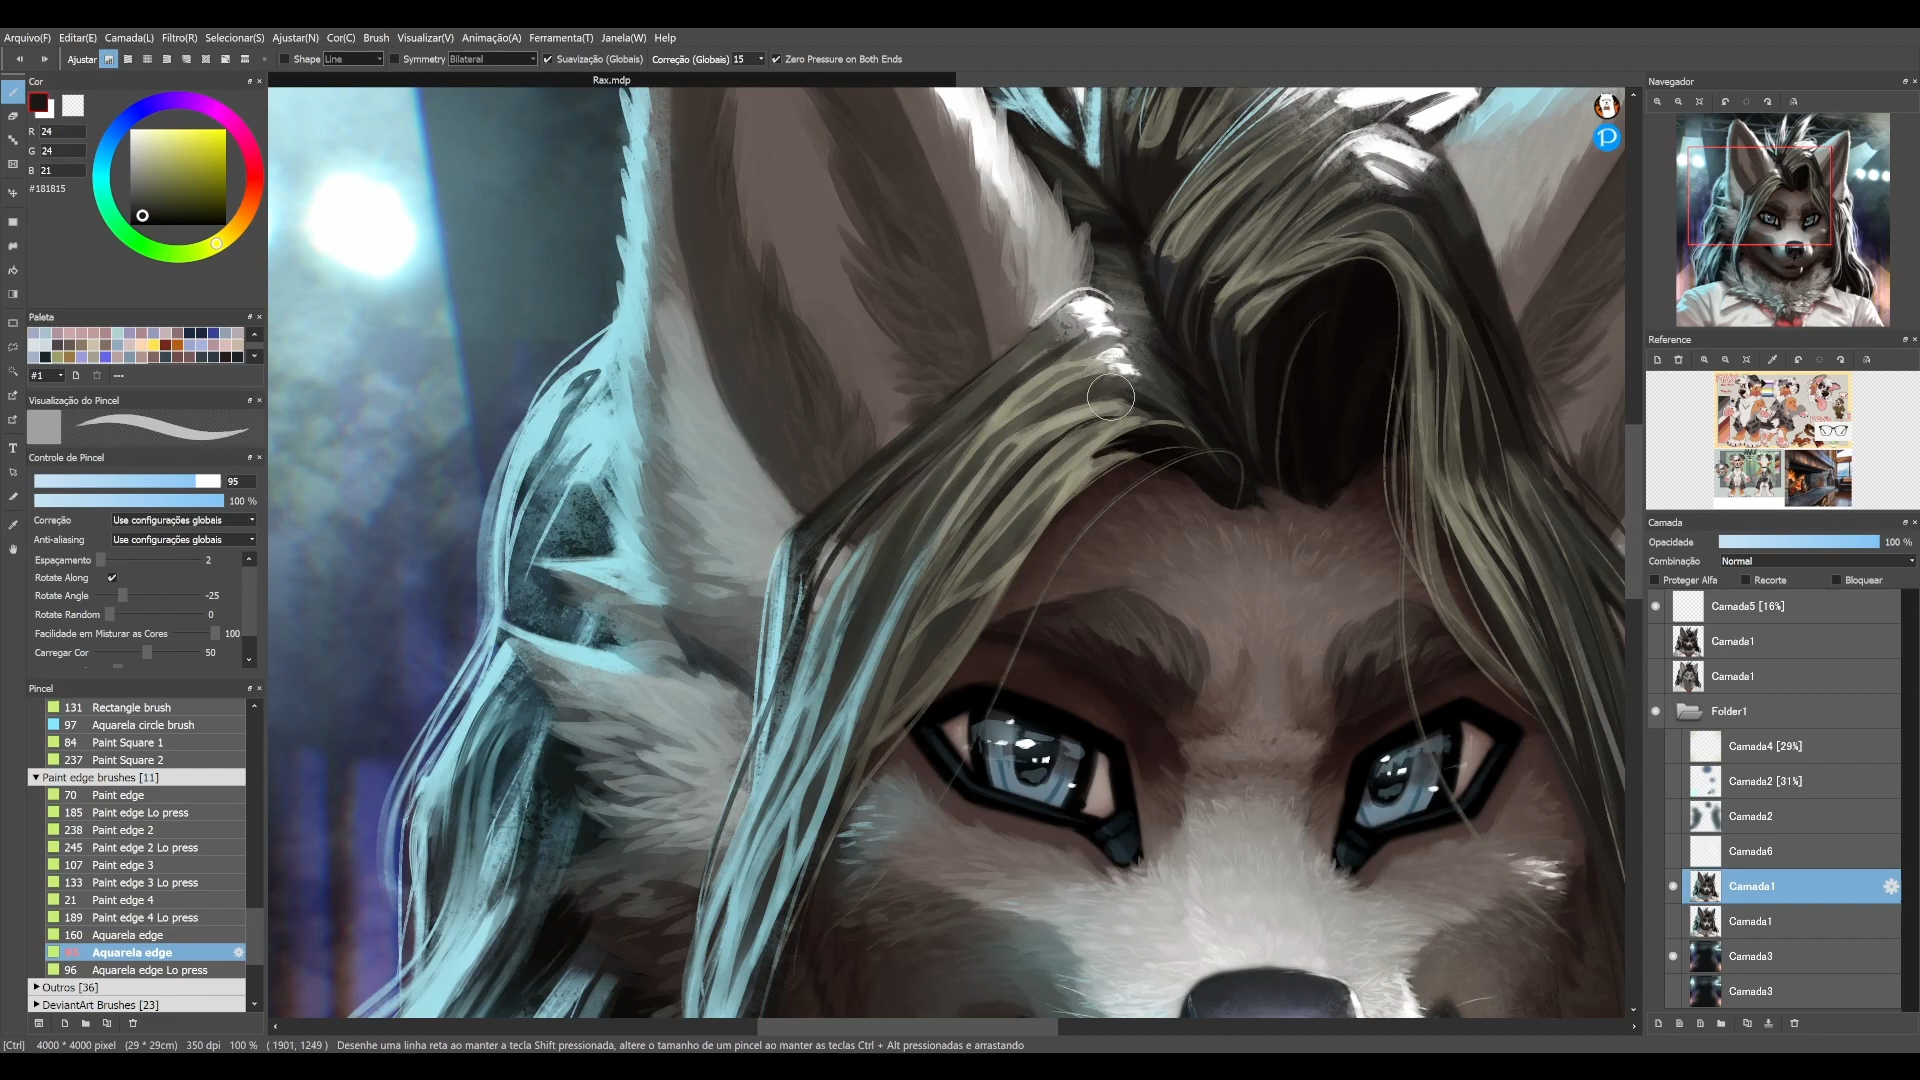 Arquivo(F) Editar(E) Camada(L) Filtro(R) Selecionar(S) Ajustar(N) Cor(C) Brush Visualizar(V) Animação(A) Ferramenta(T) Janela(W) Help
Ajustar Shape Line Symmetry Bilateral Suavização (Globais) Correção (Globais) 15 Zero Pressure on Both Ends
Cor
Rax.mdp
Navegador
R 24
G 24
B 21
#181815
Paleta
#1
Visualização do Pincel
Controle de Pincel
95
100 %
Correção Use configurações globais
Anti-aliasing Use configurações globais
Espaçamento 2
Rotate Along
Rotate Angle -25
Rotate Random 0
Facilidade em Misturar as Cores 100
Carregar Cor 50
Pincel
131 Rectangle brush
97 Aquarela circle brush
84 Paint Square 1
237 Paint Square 2
Paint edge brushes [11]
70 Paint edge
185 Paint edge Lo press
238 Paint edge 2
245 Paint edge 2 Lo press
107 Paint edge 3
133 Paint edge 3 Lo press
21 Paint edge 4
189 Paint edge 4 Lo press
160 Aquarela edge
Aquarela edge
96 Aquarela edge Lo press
Outros [36]
DeviantArt Brushes [23]
Reference
Camada
Opacidade 100 %
Combinação Normal
Proteger Alfa Recorte Bloquear
Camada5 [16%]
Camada1
Camada1
Folder1
Camada4 [29%]
Camada2 [31%]
Camada2
Camada6
Camada1
Camada1
Camada3
Camada3
[Ctrl] 4000 * 4000 pixel (29 * 29cm) 350 dpi 100 % ( 1901, 1249 ) Desenhe uma linha reta ao manter a tecla Shift pressionada, altere o tamanho de um pincel ao manter as teclas Ctrl + Alt pressionadas e arrastando